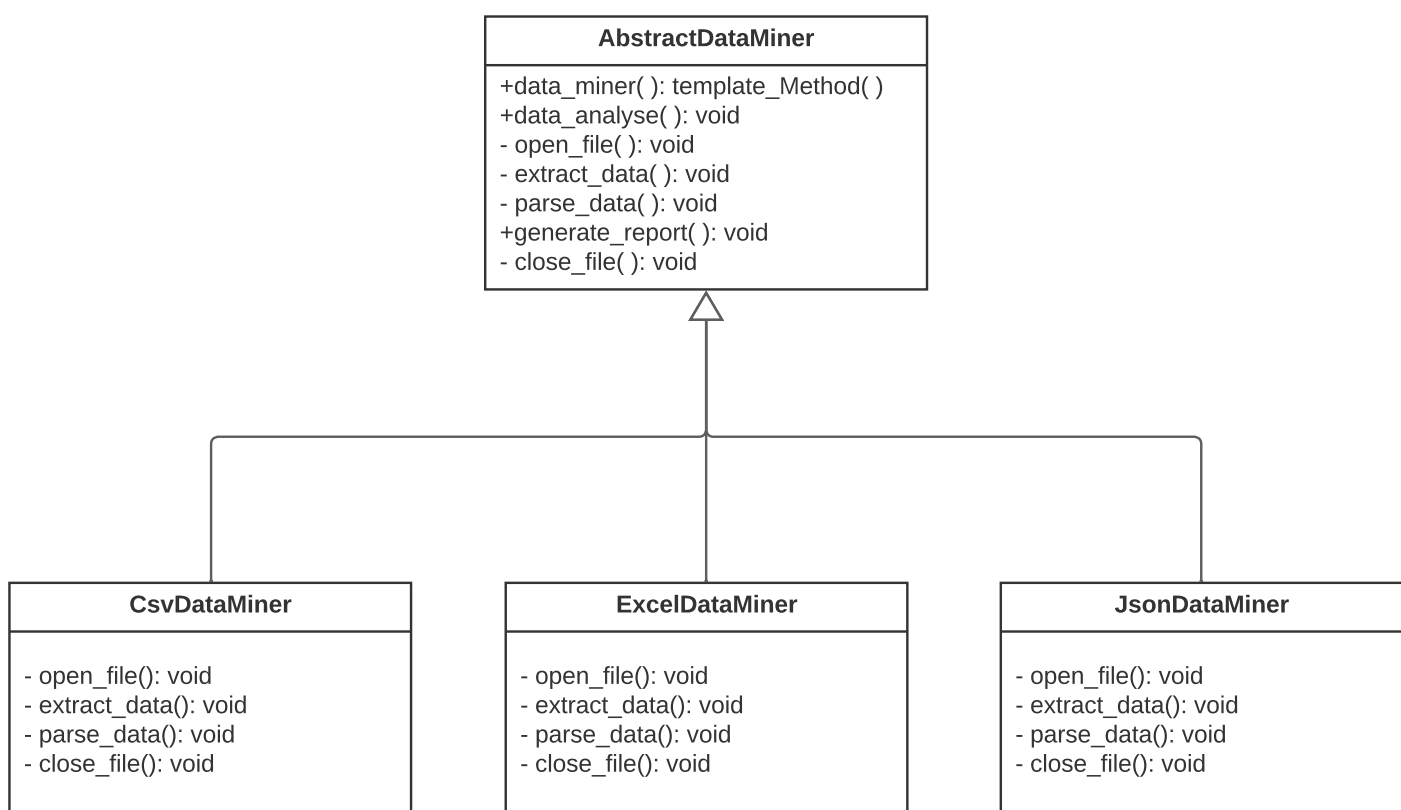 AbstractDataMiner
+data_miner( ): template_Method( )
+data_analyse( ): void
- open_file( ): void
- extract_data( ): void
- parse_data( ): void
+generate_report( ): void
- close_file( ): void
CsvDataMiner
- open_file(): void
- extract_data(): void
- parse_data(): void
- close_file(): void
ExcelDataMiner
- open_file(): void
- extract_data(): void
- parse_data(): void
- close_file(): void
JsonDataMiner
- open_file(): void
- extract_data(): void
- parse_data(): void
- close_file(): void